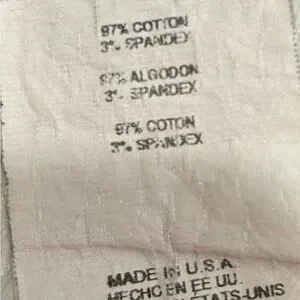 97% COTTON
3% SPANDEX
97% ALGODON
3% SPANDEX
97% COTON
3% SPANDEX
MADE IN U.S.A.
HECHO EN EE UU.
ETATS-UNIS